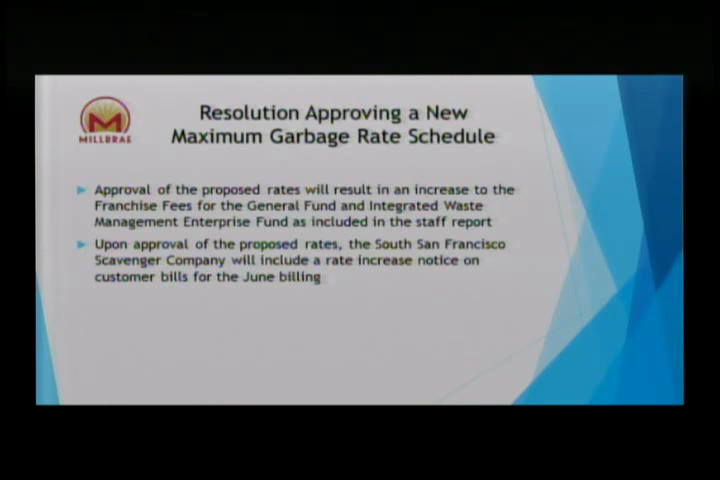 MILLBRAE
Resolution Approving a New
Maximum Garbage Rate Schedule
Approval of the proposed rates will result in an increase to the
Franchise Fees for the General Fund and Integrated Waste
Management Enterprise Fund as included in the staff report
Upon approval of the proposed rates, the South San Francisco
Scavenger Company will include a rate increase notice on
customer bills for the June billing